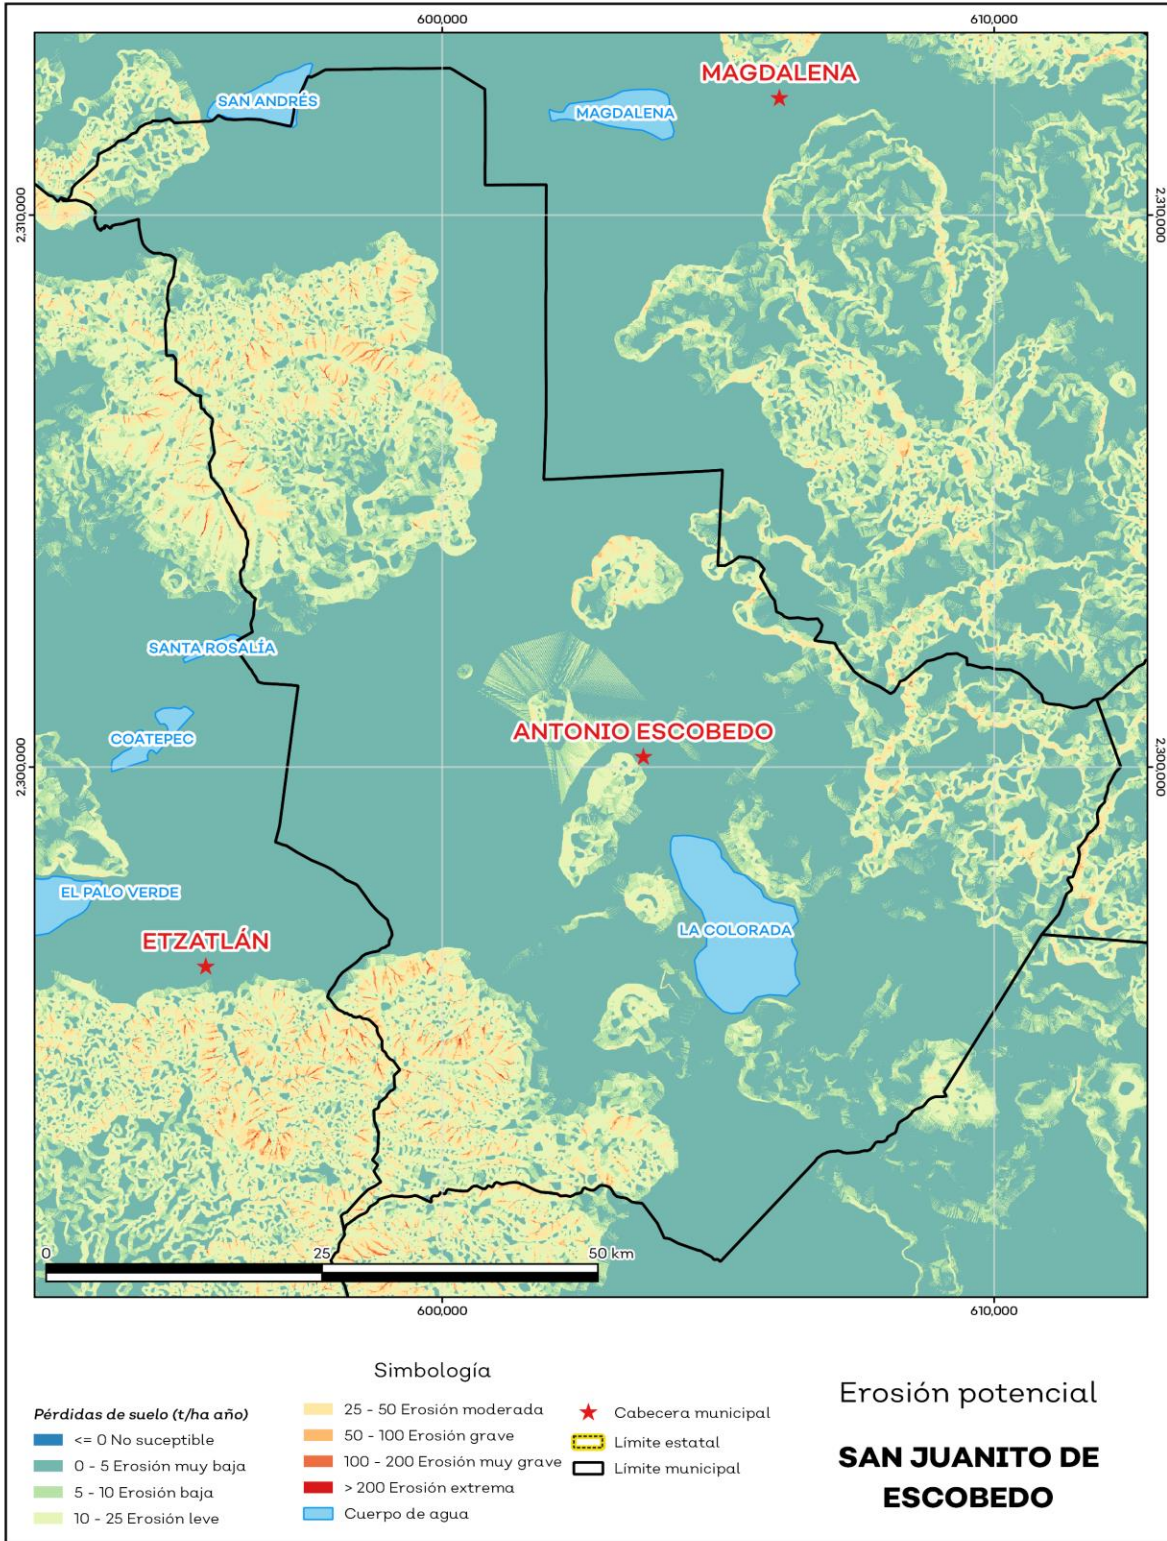 600,000
610,000
MAGDALENA
SAN ANDRÉS
MAGDALENA
2,310,000
2,310,000
SANTA ROSALÍA
COATEPEC
ANTONIO ESCOBEDO
2,300,000
2,300,000
EL PALO VERDE
LA COLORADA
ETZATLÁN
0
25
50 km
600,000
610,000
Simbología
Pérdidas de suelo (t/ha año)
<= 0 No suceptible
0 - 5 Erosión muy baja
5 - 10 Erosión baja
10 - 25 Erosión leve
25 - 50 Erosión moderada
50 - 100 Erosión grave
100 - 200 Erosión muy grave
> 200 Erosión extrema
Cuerpo de agua
Cabecera municipal
Límite estatal
Límite municipal
Erosión potencial
SAN JUANITO DE
ESCOBEDO